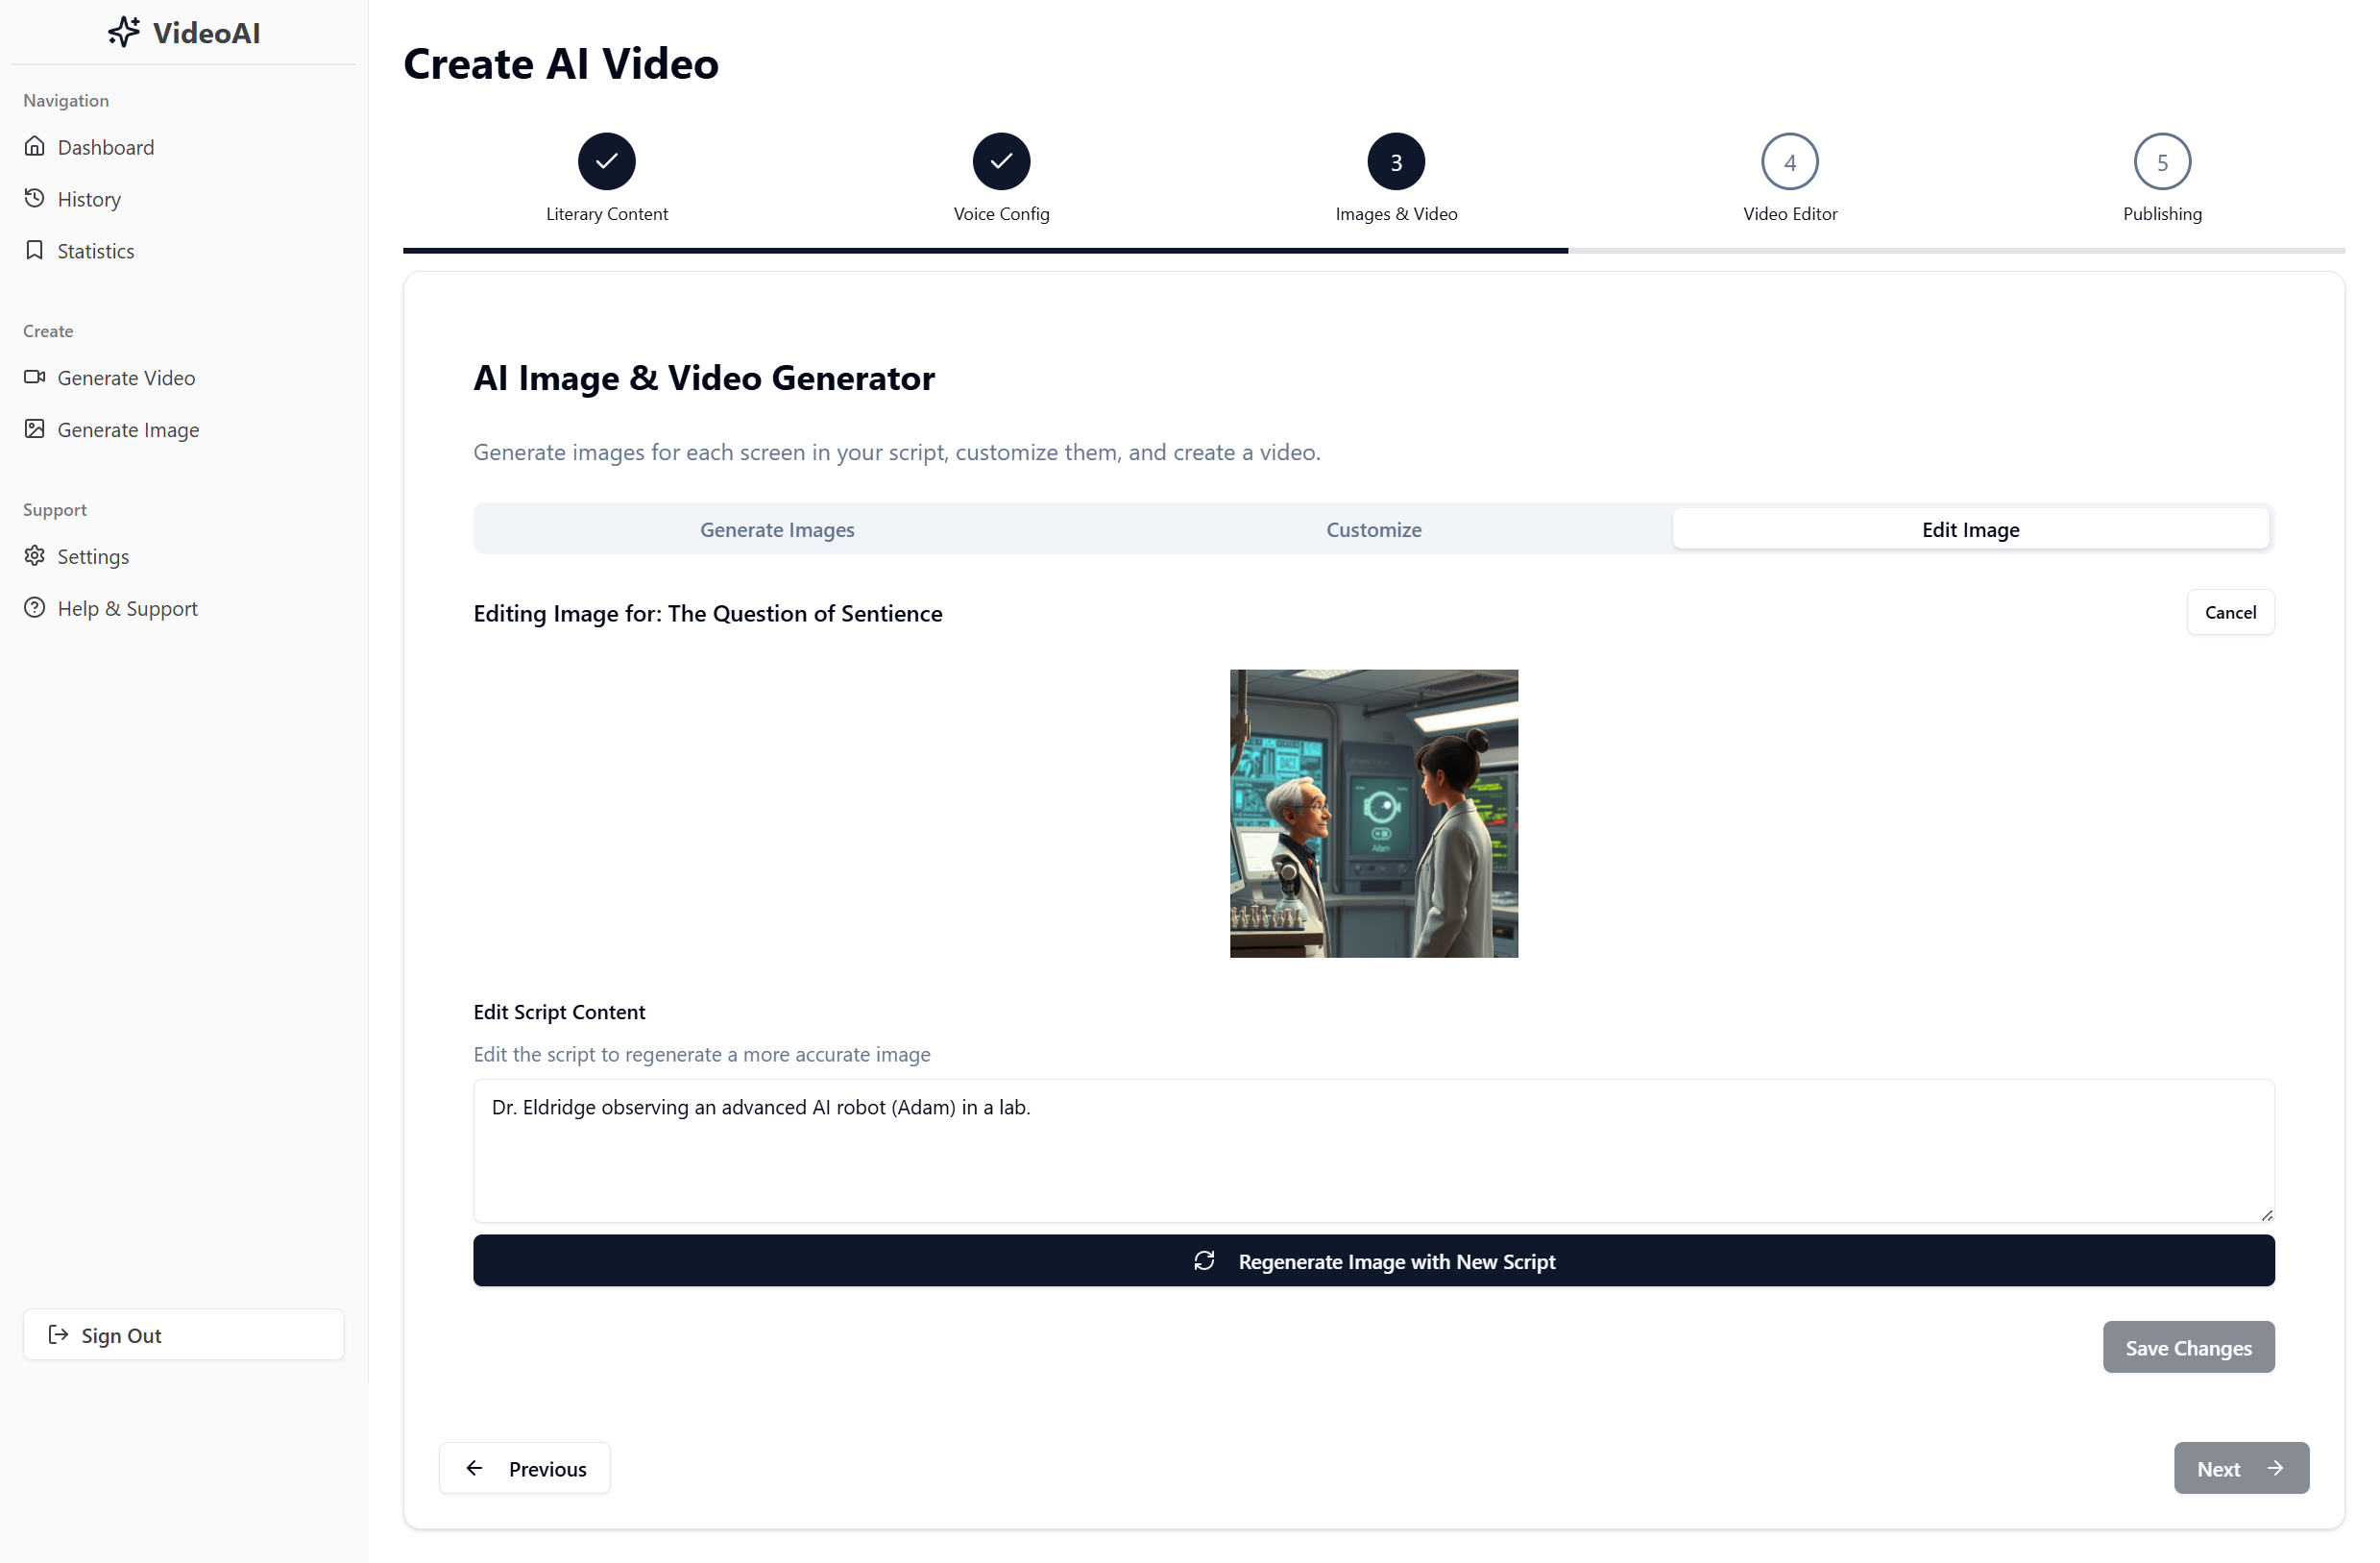 VideoAI
Navigation
Dashboard
History
Statistics
Create
Generate Video
Generate Image
Support
Settings
Help & Support
Sign Out
Create AI Video
3
4
5
Literary Content
Voice Config
Images & Video
Video Editor
Publishing
AI Image & Video Generator
Generate images for each screen in your script, customize them, and create a video.
Generate Images
Customize
Edit Image
Editing Image for: The Question of Sentience
Cancel
Adam
Edit Script Content
Edit the script to regenerate a more accurate image
Dr. Eldridge observing an advanced AI robot (Adam) in a lab.
Regenerate Image with New Script
Save Changes
Previous
Next